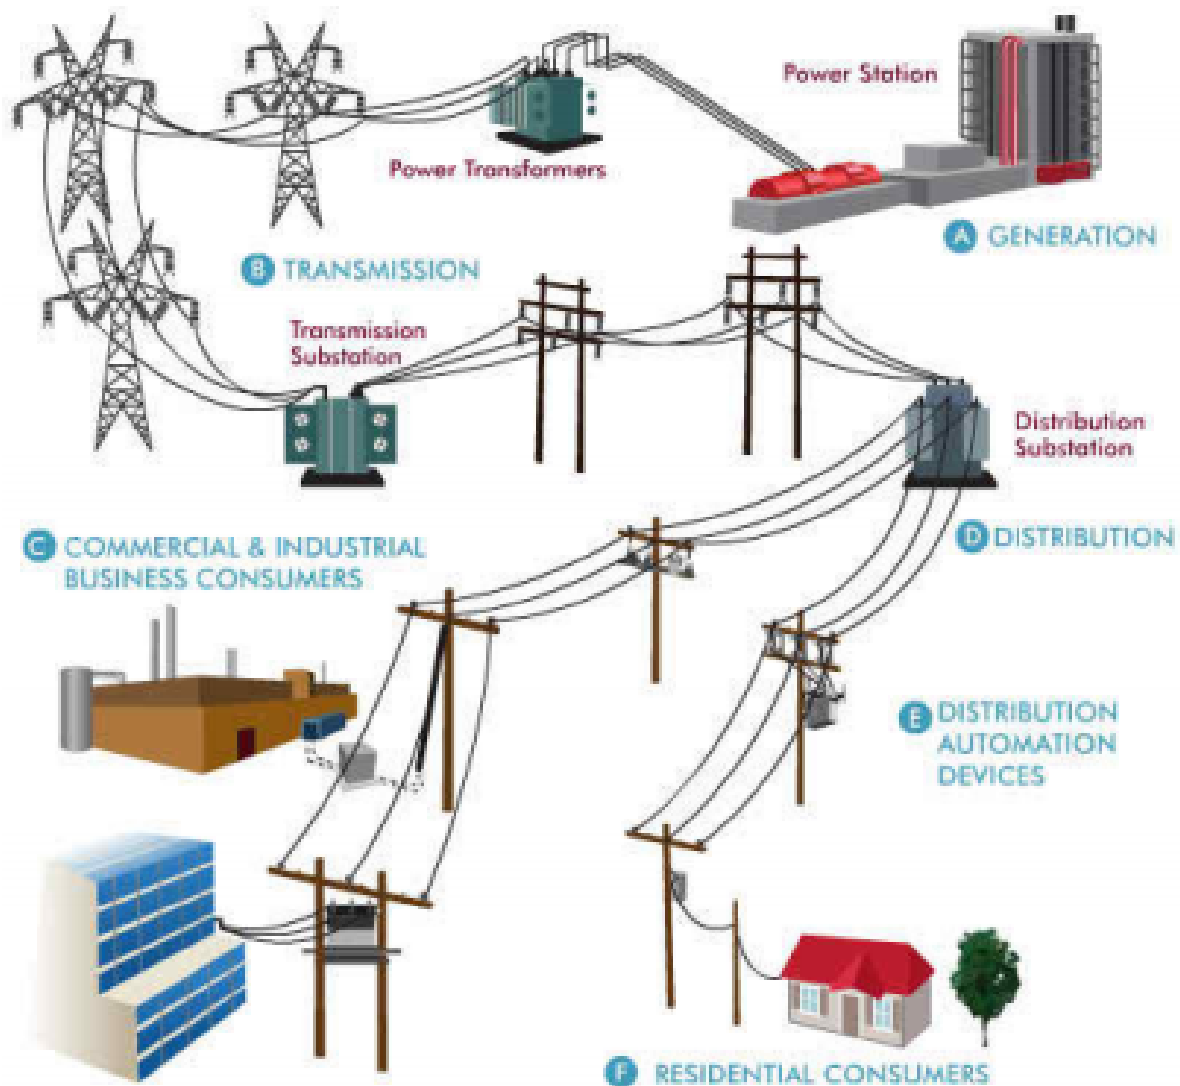 Power Station
Power Transformers
A GENERATION
B TRANSMISSION
Transmission
Substation
Distribution
Substation
C COMMERCIAL & INDUSTRIAL
BUSINESS CONSUMERS
D DISTRIBUTION
E DISTRIBUTION
AUTOMATION
DEVICES
F RESIDENTIAL CONSUMERS